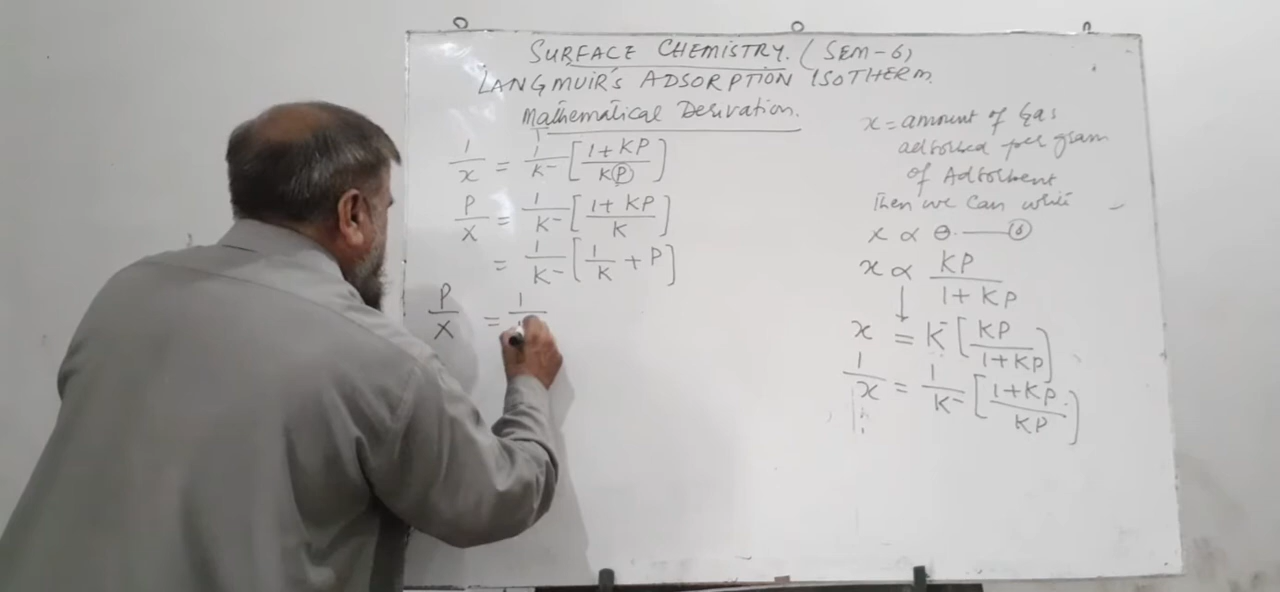 SURFACE CHEMISTRY. (SEM-6)
LANGMUIR'S ADSORPTION ISOTHERM.
Mathematical Derivation.
1/x = 1/K⁻ [1+KP/KP]
P/x = 1/K⁻ [1+KP/K]
= 1/K⁻ [1/K + P]
P/x = 1/
x = amount of Gas
adsorbed per gram
of Adsorbent
Then we can write
x ∝ θ. —— ⑥
x ∝ KP/1+KP
x = K⁻ [KP/1+KP]
1/x = 1/K⁻ [1+KP/KP]